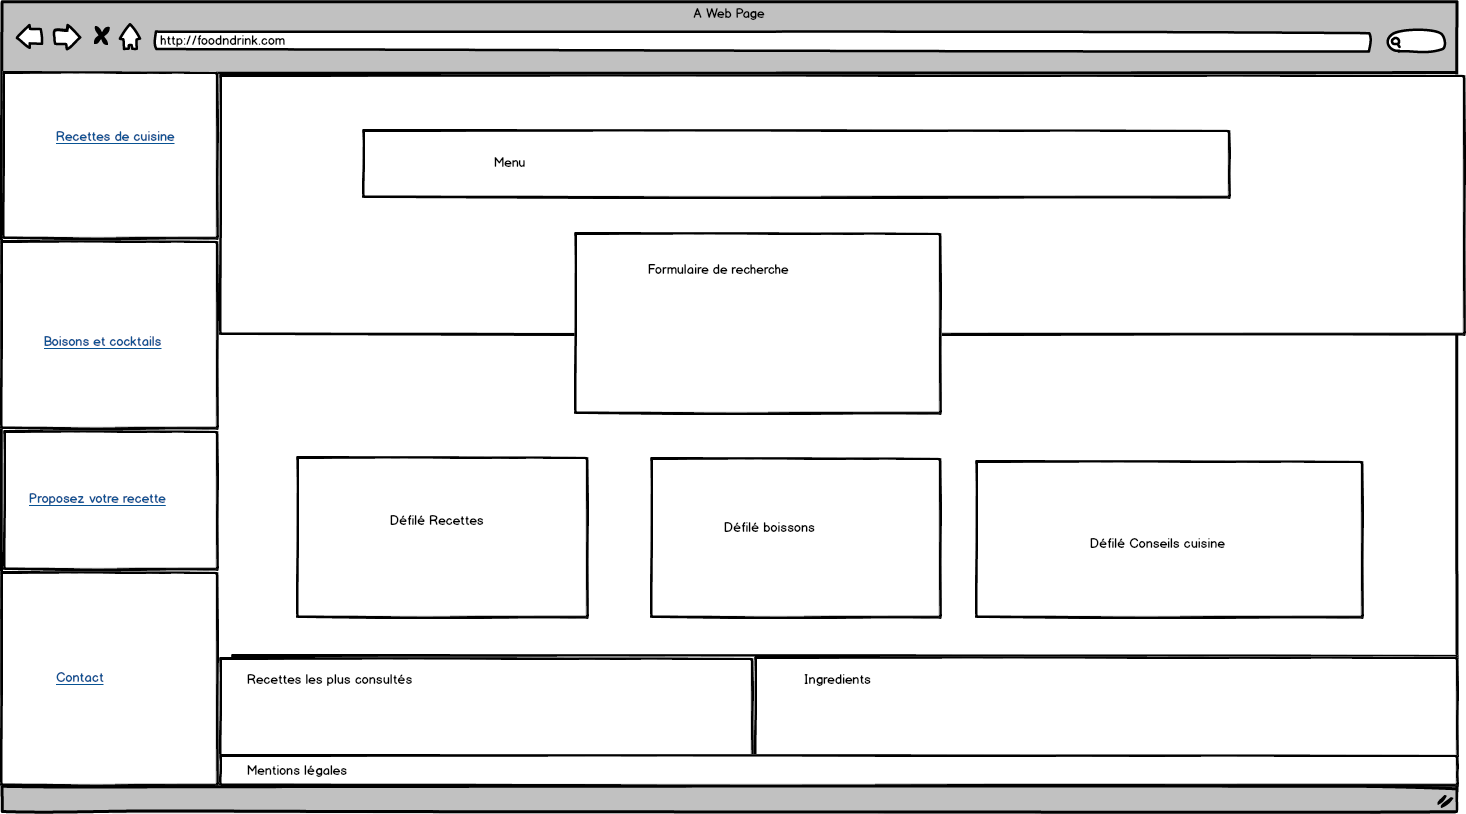 A Web Page
http://foodndrink.com
Recettes de cuisine
Menu
Formulaire de recherche
Boisons et cocktails
Proposez votre recette
Défilé Recettes
Défilé boissons
Défilé Conseils cuisine
Contact
Recettes les plus consultés
Ingredients
Mentions légales